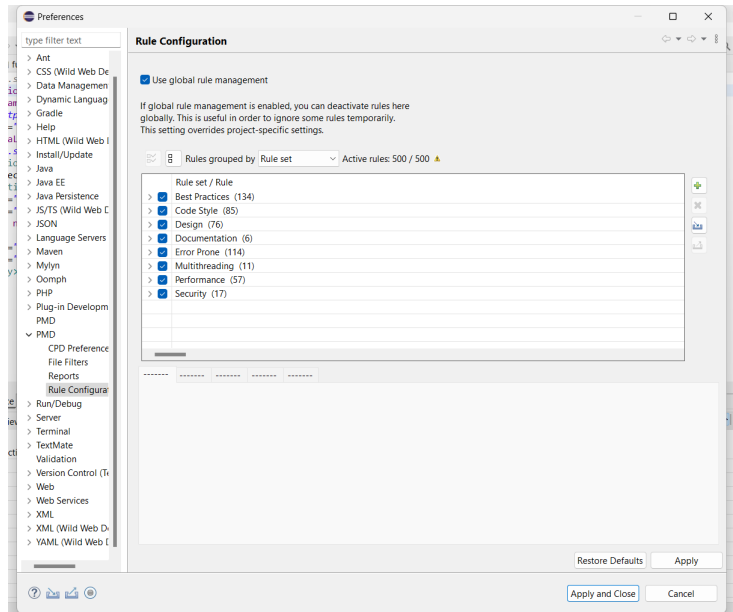 Preferences
type filter text
Rule Configuration
Ant
CSS (Wild Web De
Data Managemen
Dynamic Languag
Gradle
Help
HTML (Wild Web I
Install/Update
Java
Java EE
Java Persistence
JS/TS (Wild Web D
JSON
Language Servers
Maven
Mylyn
Oomph
PHP
Plug-in Developm
PMD
PMD
CPD Preference
File Filters
Reports
Rule Configurat
Run/Debug
Server
Terminal
TextMate
Validation
Version Control (Te
Web
Web Services
XML
XML (Wild Web De
YAML (Wild Web D
Use global rule management
If global rule management is enabled, you can deactivate rules here
globally. This is useful in order to ignore some rules temporarily.
This setting overrides project-specific settings.
Rules grouped by Rule set Active rules: 500 / 500
Rule set / Rule
Best Practices (134)
Code Style (85)
Design (76)
Documentation (6)
Error Prone (114)
Multithreading (11)
Performance (57)
Security (17)
------- ------- ------- ------- -------
Restore Defaults Apply
Apply and Close Cancel